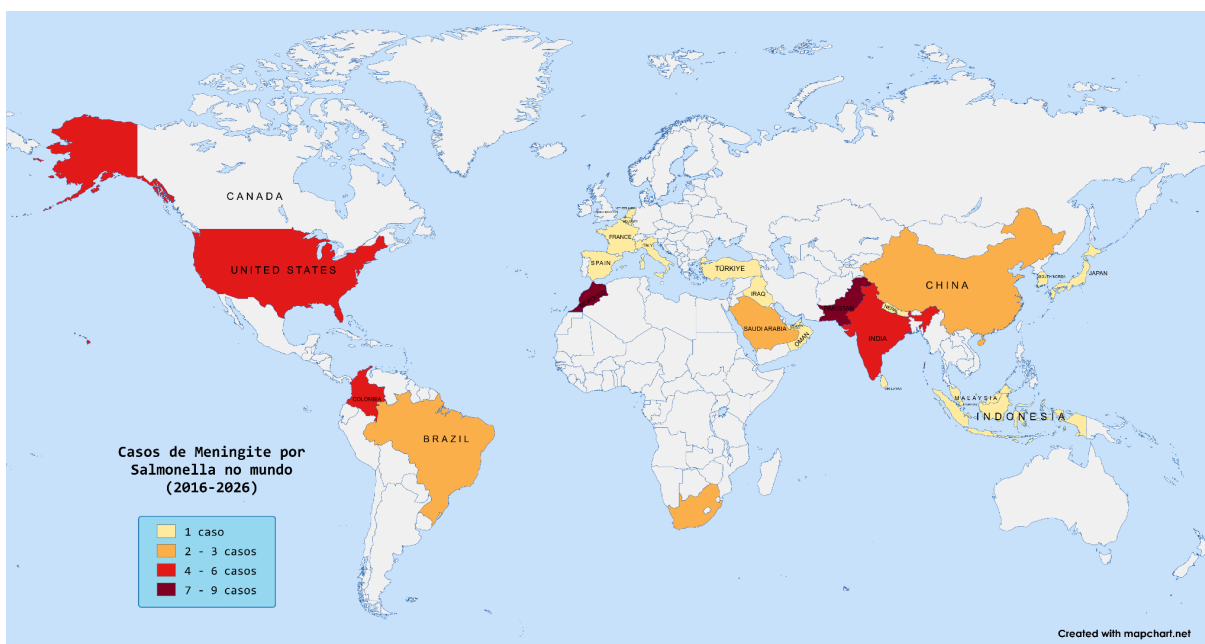 CANADA
UNITED STATES
FRANCE
SPAIN
ITALY
TÜRKIYE
IRAQ
SAUDI ARABIA
OMAN
CHINA
SOUTH KOREA
JAPAN
NEPAL
INDIA
MALAYSIA
INDONESIA
COLOMBIA
BRAZIL
Casos de Meningite por
Salmonella no mundo
(2016-2026)
1 caso
2 - 3 casos
4 - 6 casos
7 - 9 casos
Created with mapchart.net